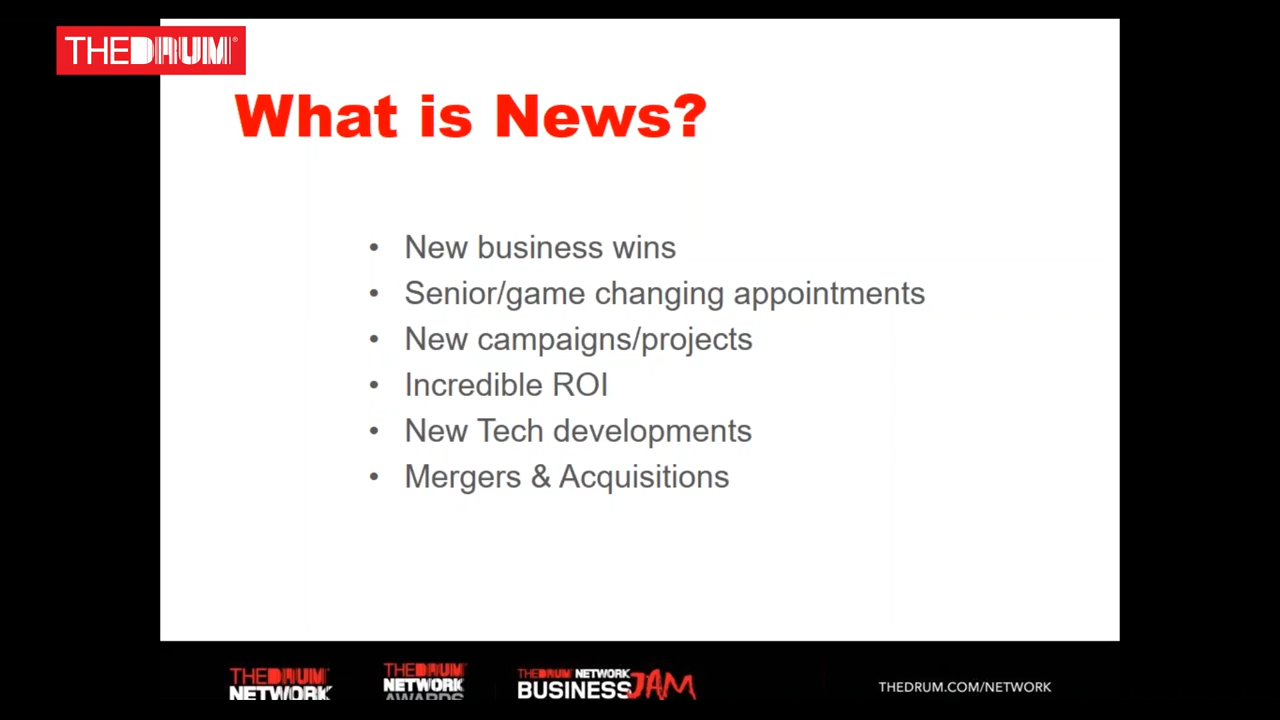 THEDRUM
What is News?
• New business wins
• Senior/game changing appointments
• New campaigns/projects
• Incredible ROI
• New Tech developments
• Mergers & Acquisitions
THEDRUM
NETWORK
THEDRUM
NETWORK
AWARDS
THEDRUM NETWORK
BUSINESS JAM
THEDRUM.COM/NETWORK